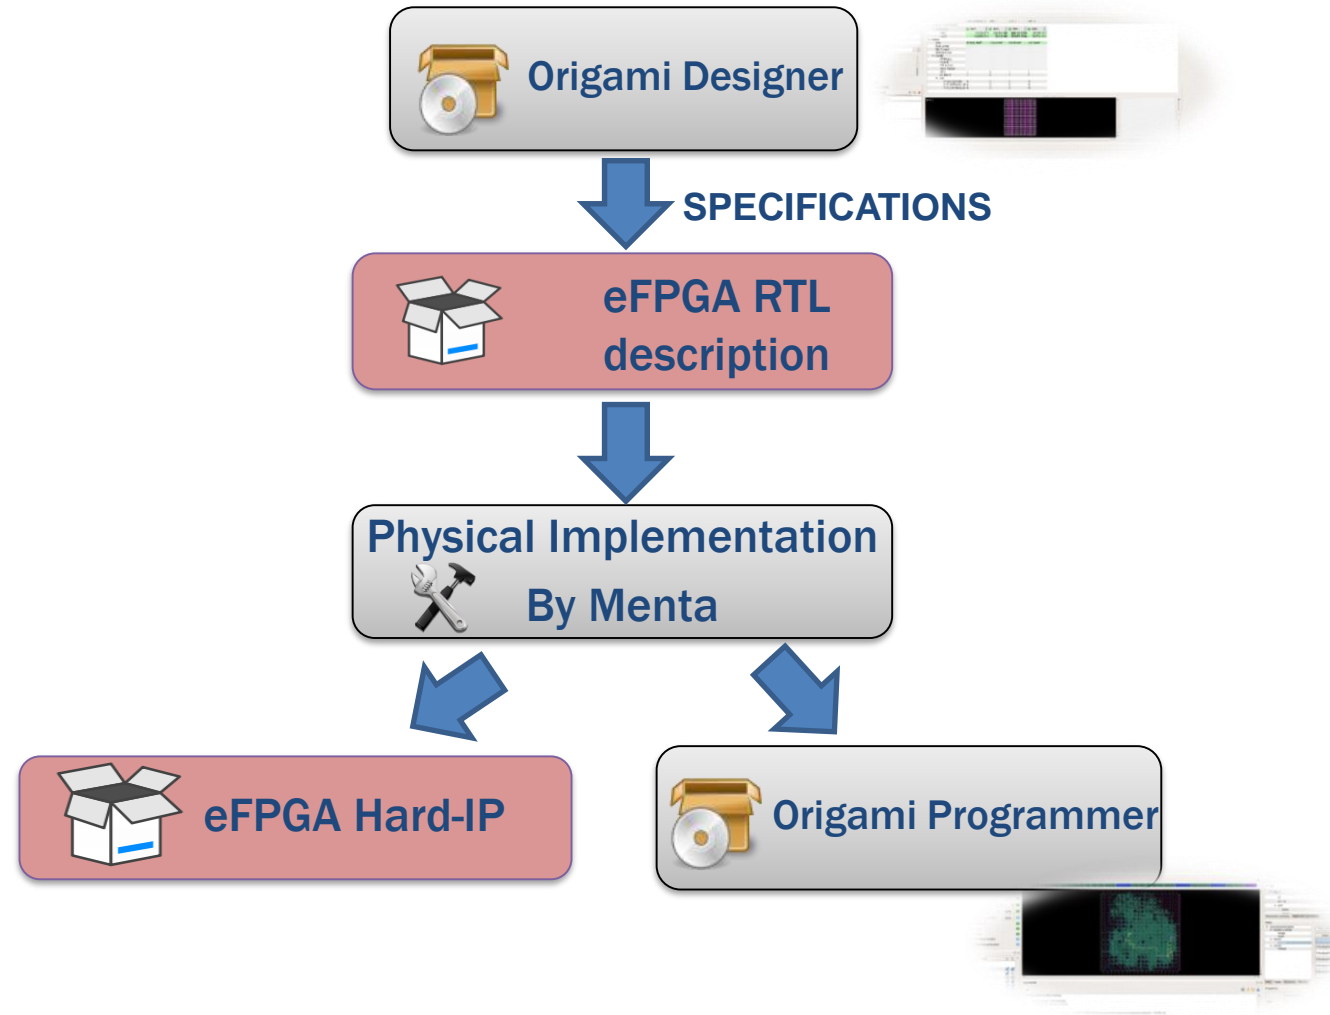 Origami Designer
SPECIFICATIONS
eFPGA RTL
description
Physical Implementation
By Menta
eFPGA Hard-IP
Origami Programmer